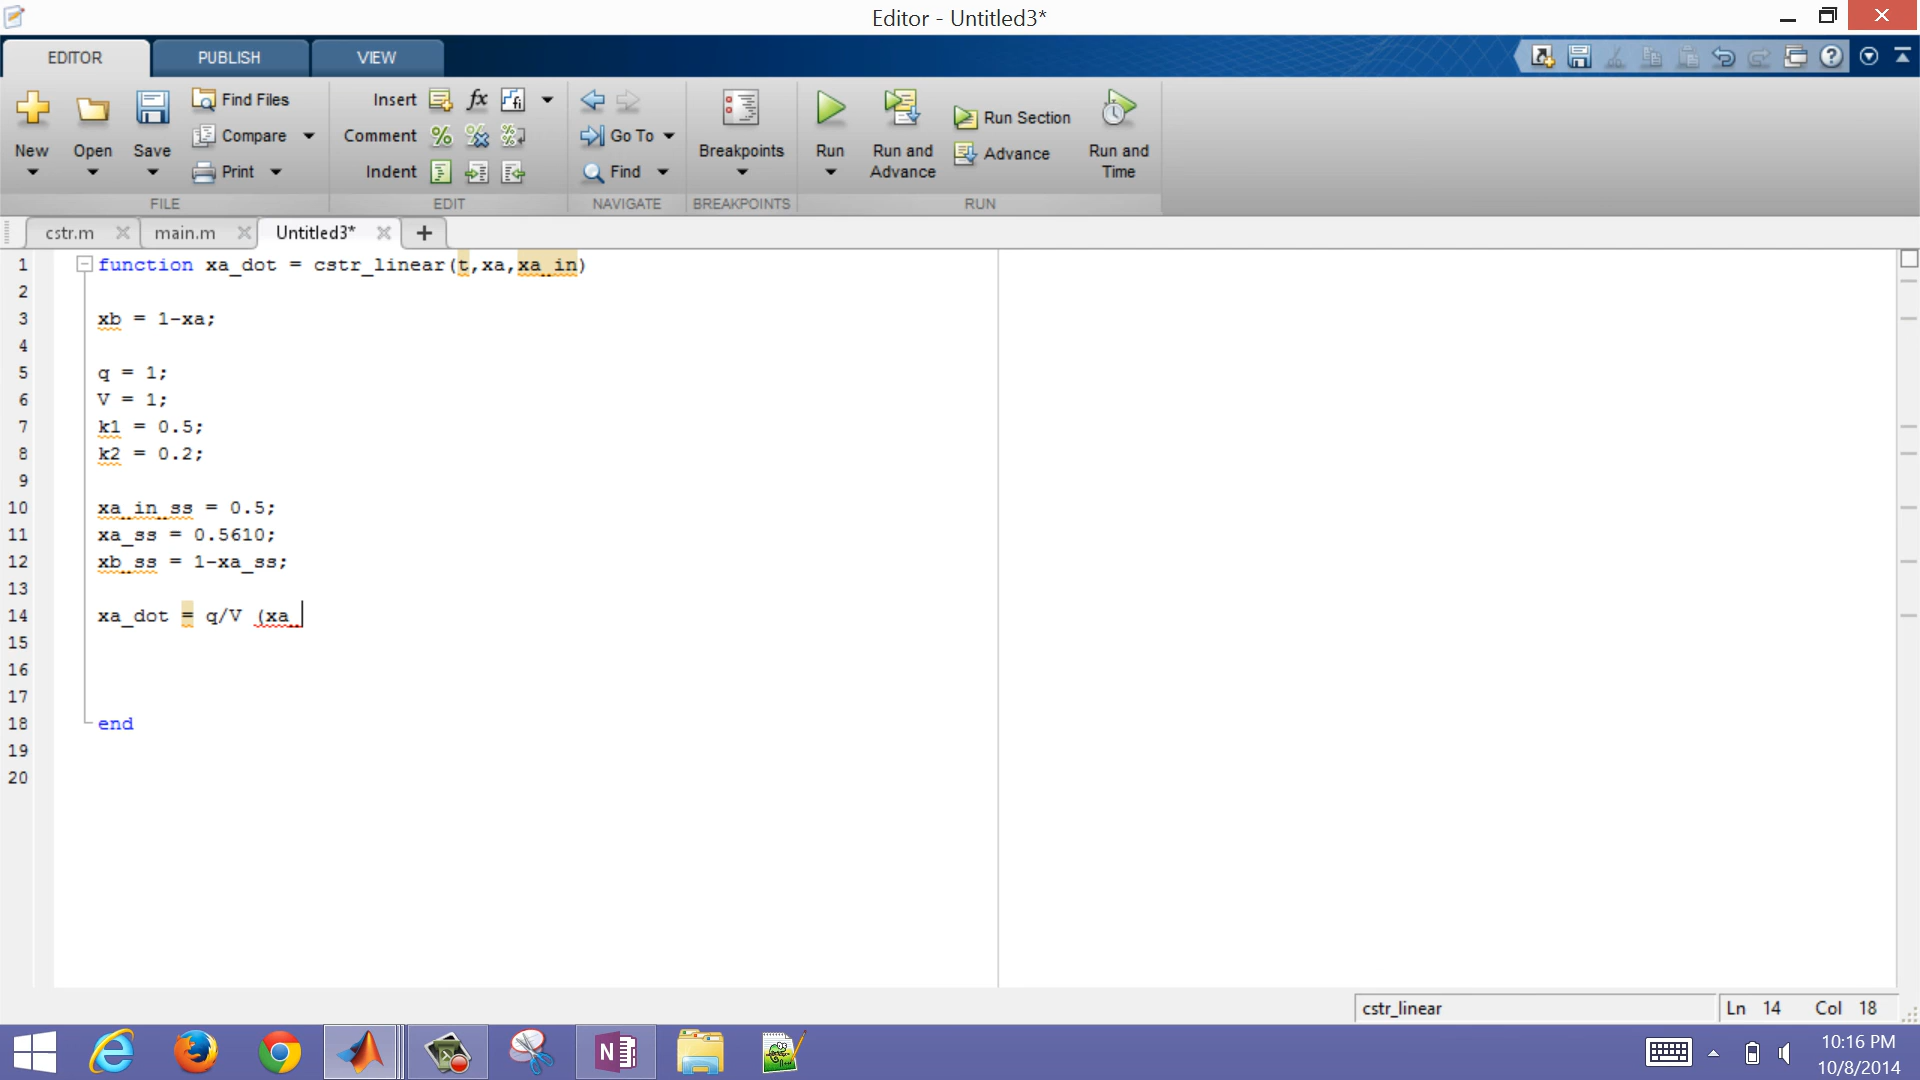 Editor - Untitled3*
EDITOR PUBLISH VIEW
New Open Save Find Files Compare Print
FILE
Insert fx fi
Comment
Indent
EDIT
Go To
Find
NAVIGATE
Breakpoints
BREAKPOINTS
Run Run and Advance Run Section Advance Run and Time
RUN
cstr.m main.m Untitled3* +
1 function xa_dot = cstr_linear(t,xa,xa_in)
2
3 xb = 1-xa;
4
5 q = 1;
6 V = 1;
7 k1 = 0.5;
8 k2 = 0.2;
9
10 xa_in_ss = 0.5;
11 xa_ss = 0.5610;
12 xb_ss = 1-xa_ss;
13
14 xa_dot = q/V (xa_
15
16
17
18 end
19
20
cstr_linear Ln 14 Col 18
10:16 PM
10/8/2014